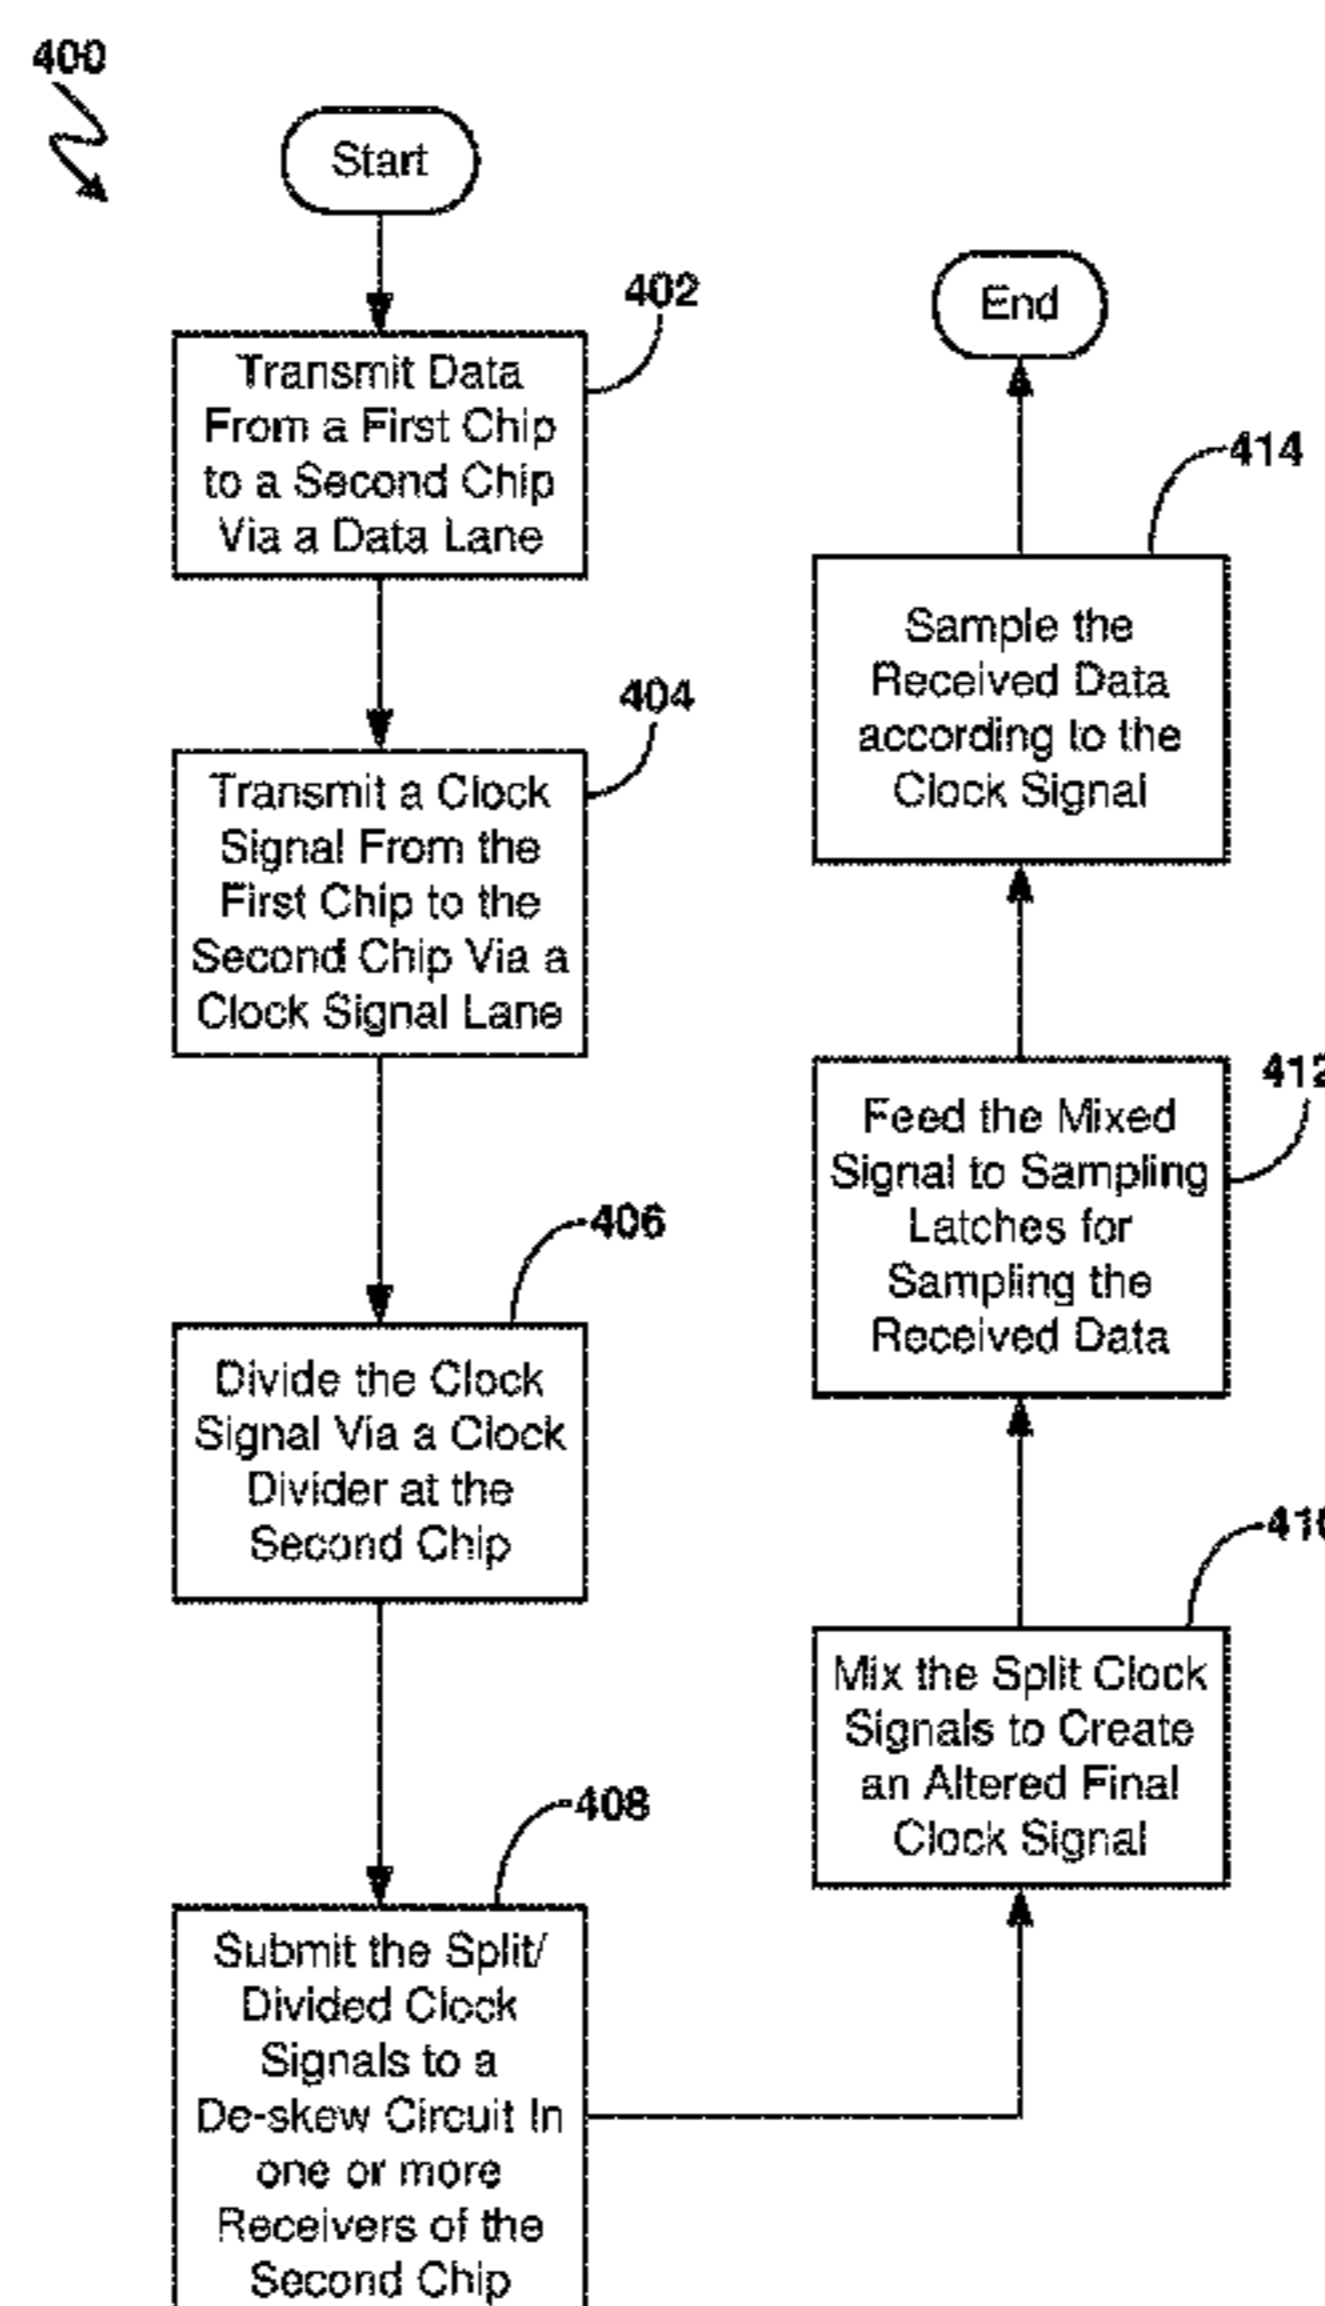 400
Start
402
Transmit Data
From a First Chip
to a Second Chip
Via a Data Lane
404
Transmit a Clock
Signal From the
First Chip to the
Second Chip Via a
Clock Signal Lane
406
Divide the Clock
Signal Via a Clock
Divider at the
Second Chip
408
Submit the Split/
Divided Clock
Signals to a
De-skew Circuit In
one or more
Receivers of the
Second Chip
410
Mix the Split Clock
Signals to Create
an Altered Final
Clock Signal
412
Feed the Mixed
Signal to Sampling
Latches for
Sampling the
Received Data
414
Sample the
Received Data
according to the
Clock Signal
End